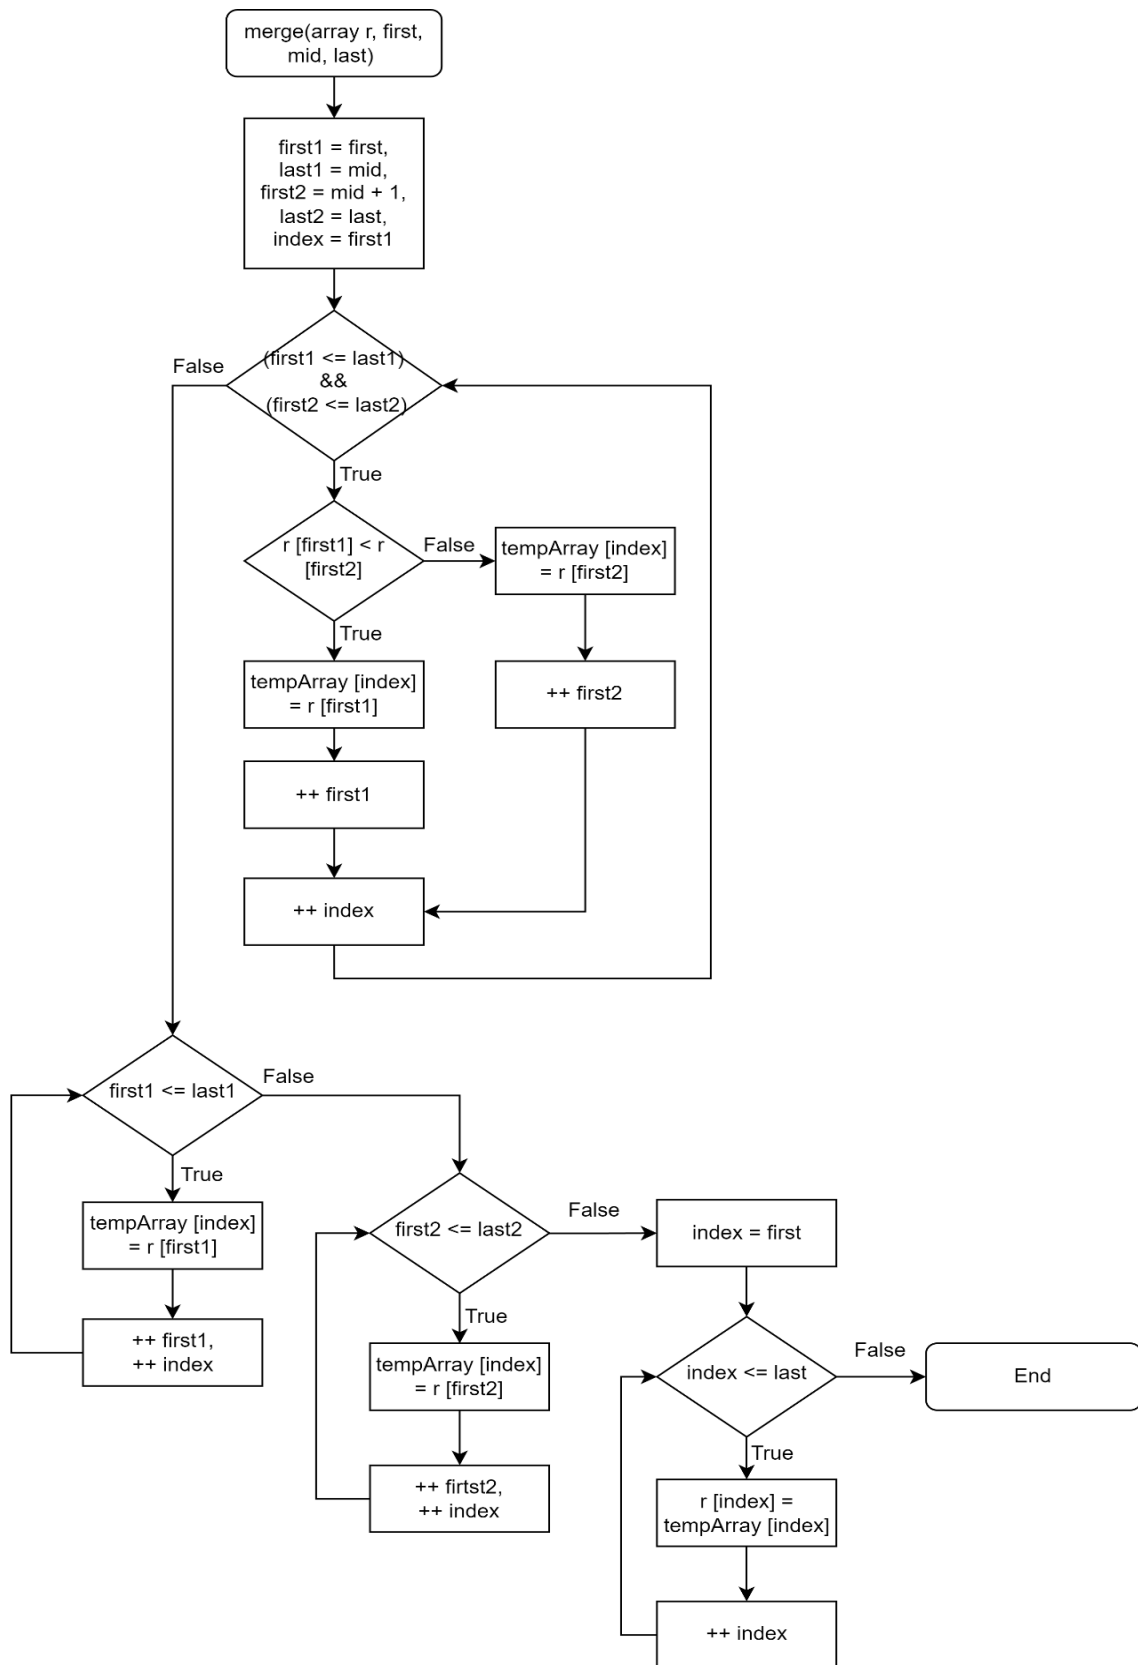 merge(array r, first,
mid, last)
first1 = first,
last1 = mid,
first2 = mid + 1,
last2 = last,
index = first1
False
(first1 <= last1)
&&
(first2 <= last2)
True
r [first1] < r
[first2]
False
tempArray [index]
= r [first2]
True
tempArray [index]
= r [first1]
++ first2
++ first1
++ index
first1 <= last1
False
True
tempArray [index]
= r [first1]
++ first1,
++ index
first2 <= last2
False
index = first
True
tempArray [index]
= r [first2]
++ firtst2,
++ index
index <= last
False
End
True
r [index] =
tempArray [index]
++ index